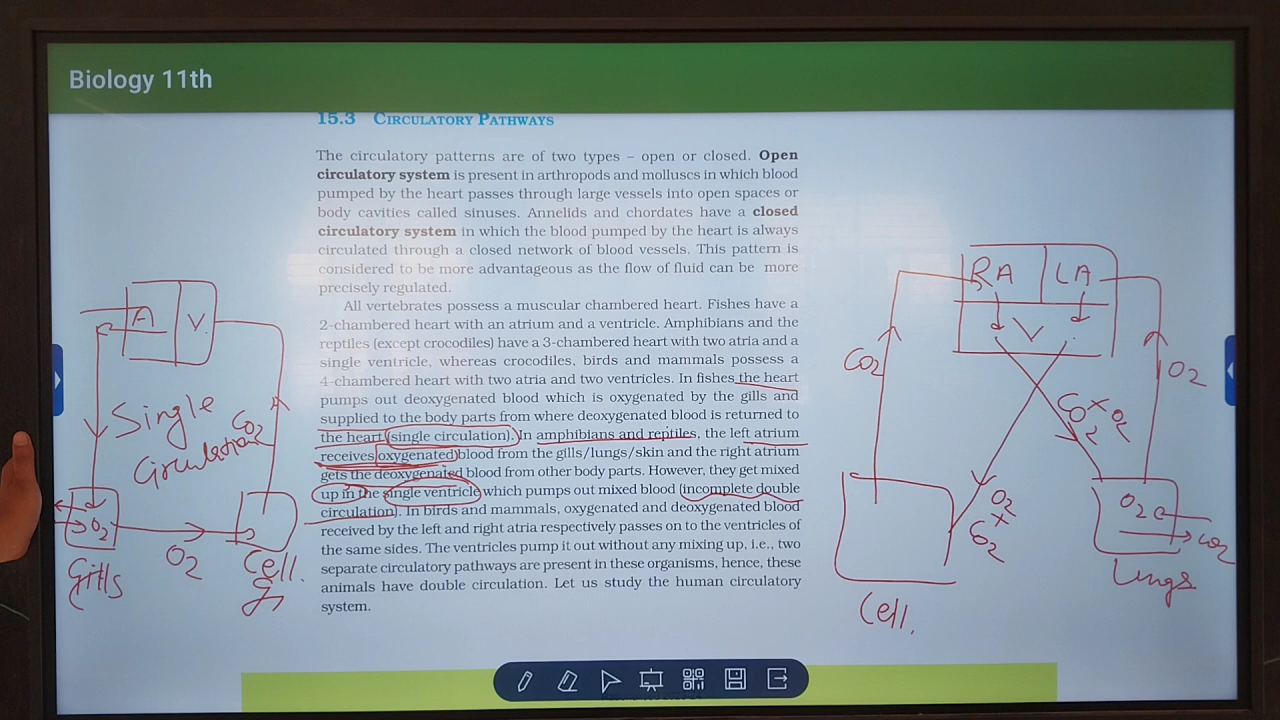 Biology 11th
15.3 CIRCULATORY PATHWAYS
The circulatory patterns are of two types – open or closed. Open
circulatory system is present in arthropods and molluscs in which blood
pumped by the heart passes through large vessels into open spaces or
body cavities called sinuses. Annelids and chordates have a closed
circulatory system in which the blood pumped by the heart is always
circulated through a closed network of blood vessels. This pattern is
considered to be more advantageous as the flow of fluid can be more
precisely regulated.
All vertebrates possess a muscular chambered heart. Fishes have a
2-chambered heart with an atrium and a ventricle. Amphibians and the
reptiles (except crocodiles) have a 3-chambered heart with two atria and a
single ventricle, whereas crocodiles, birds and mammals possess a
4-chambered heart with two atria and two ventricles. In fishes the heart
pumps out deoxygenated blood which is oxygenated by the gills and
supplied to the body parts from where deoxygenated blood is returned to
the heart (single circulation). In amphibians and reptiles, the left atrium
receives oxygenated blood from the gills/lungs/skin and the right atrium
gets the deoxygenated blood from other body parts. However, they get mixed
up in the single ventricle which pumps out mixed blood (incomplete double
circulation). In birds and mammals, oxygenated and deoxygenated blood
received by the left and right atria respectively passes on to the ventricles of
the same sides. The ventricles pump it out without any mixing up, i.e., two
separate circulatory pathways are present in these organisms, hence, these
animals have double circulation. Let us study the human circulatory
system.
A V.
Single
Circulation
CO2
O2
O2
Gills
Cell.
RA LA
V
CO2
O2
CO2 + O2
O2
+
CO2
O2
CO2
Cell.
Lungs